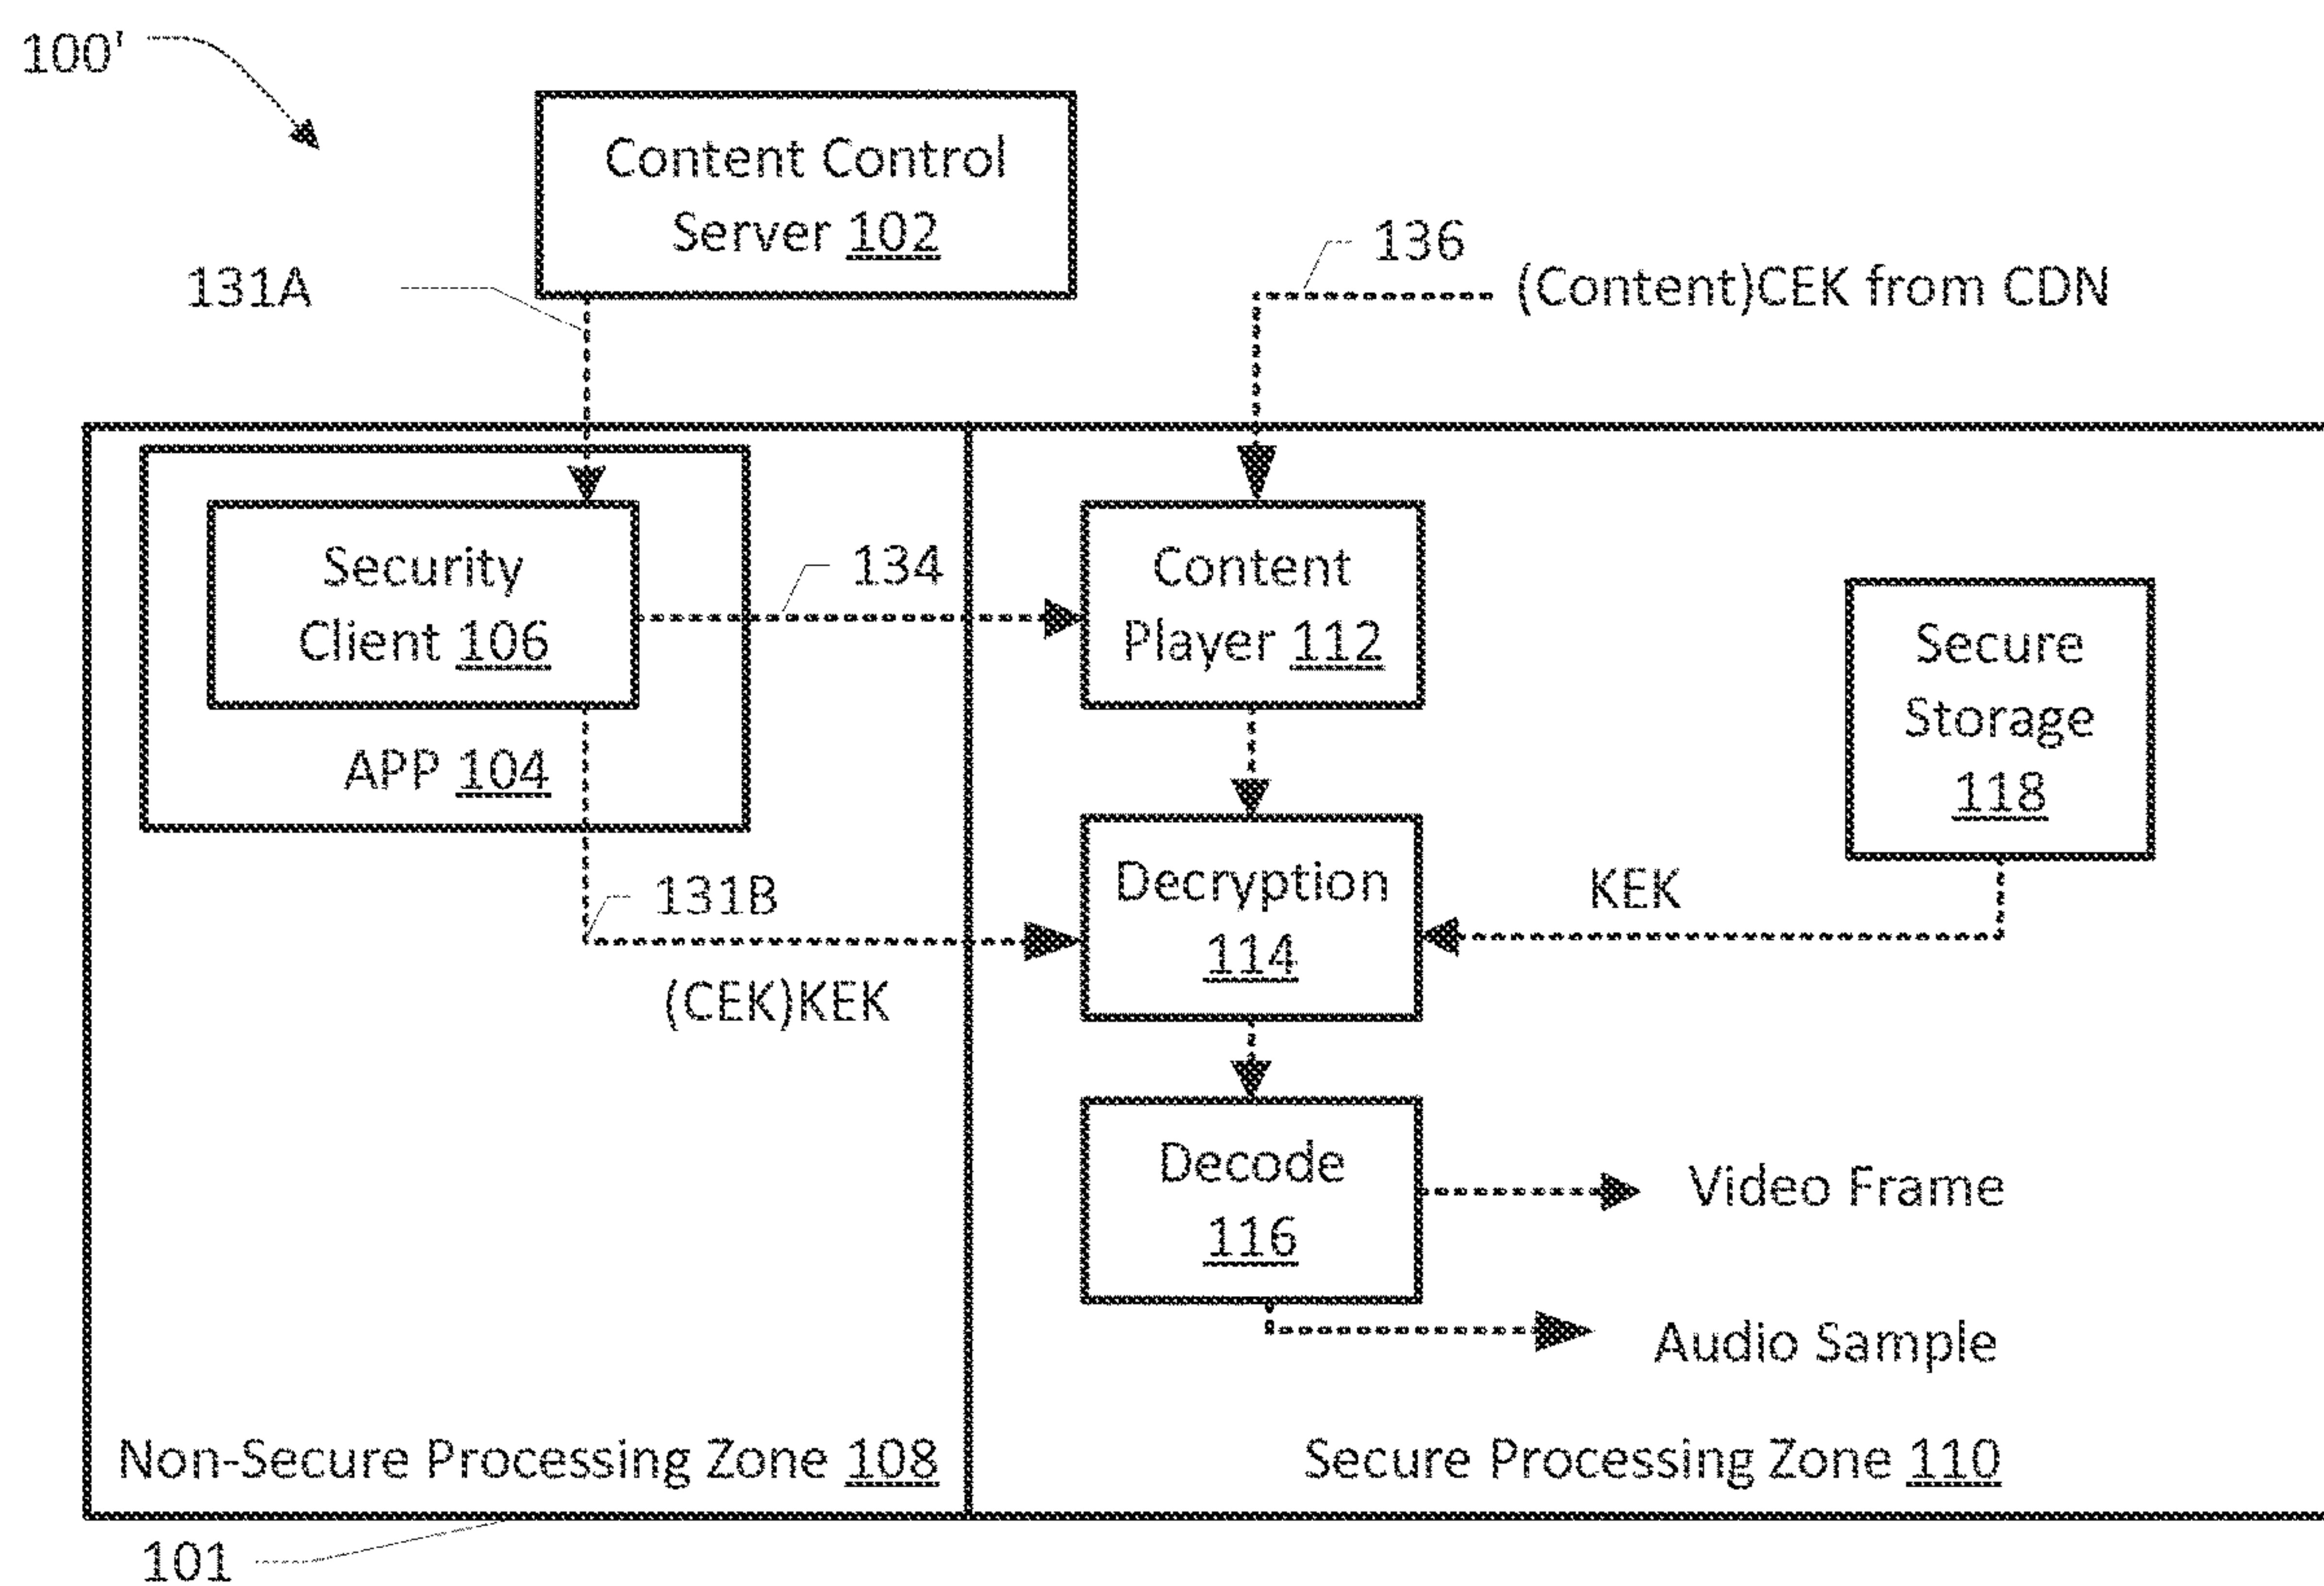 100'
Content Control
Server 102
131A
136
(Content)CEK from CDN
Security
Client 106
134
Content
Player 112
Secure
Storage
118
APP 104
131B
(CEK)KEK
Decryption
114
KEK
Decode
116
Video Frame
Audio Sample
Non-Secure Processing Zone 108
Secure Processing Zone 110
101